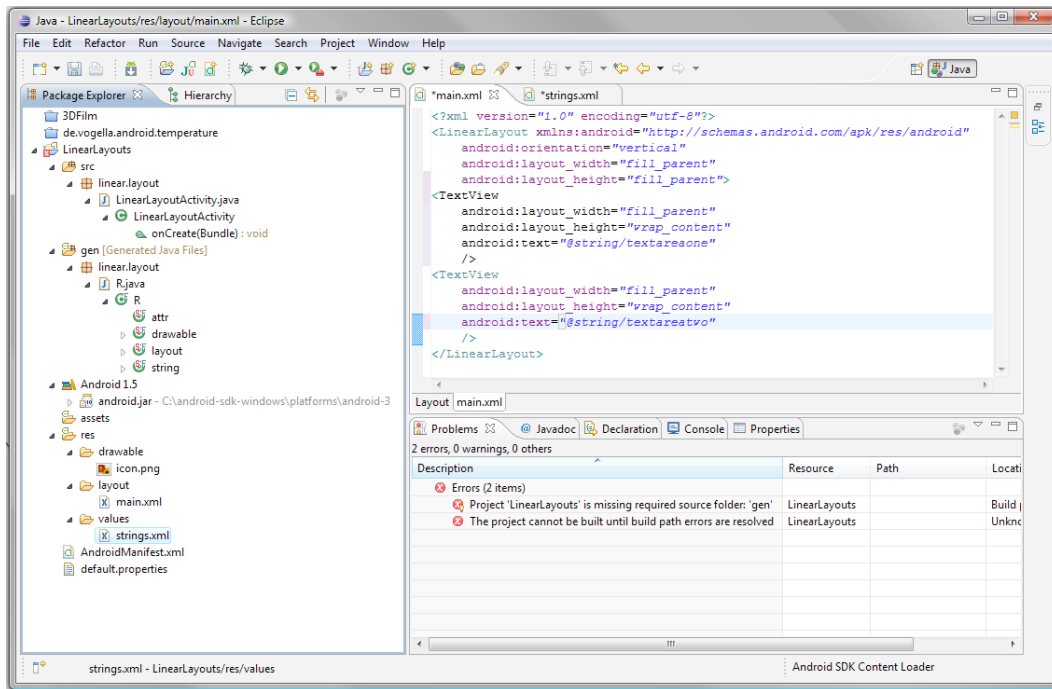 Java - LinearLayouts/res/layout/main.xml - Eclipse
File Edit Refactor Run Source Navigate Search Project Window Help
Java
Package Explorer
Hierarchy
3DFilm
de.vogella.android.temperature
LinearLayouts
src
linear.layout
LinearLayoutActivity.java
LinearLayoutActivity
onCreate(Bundle) : void
gen [Generated Java Files]
linear.layout
R.java
R
attr
drawable
layout
string
Android 1.5
android.jar - C:\android-sdk-windows\platforms\android-3
assets
res
drawable
icon.png
layout
main.xml
values
strings.xml
AndroidManifest.xml
default.properties
*main.xml
*strings.xml
<?xml version="1.0" encoding="utf-8"?>
<LinearLayout xmlns:android="http://schemas.android.com/apk/res/android"
android:orientation="vertical"
android:layout_width="fill_parent"
android:layout_height="fill_parent">
<TextView
android:layout_width="fill_parent"
android:layout_height="wrap_content"
android:text="@string/textareaone"
/>
<TextView
android:layout_width="fill_parent"
android:layout_height="wrap_content"
android:text="@string/textareatwo"
/>
</LinearLayout>
Layout main.xml
Problems @ Javadoc Declaration Console Properties
2 errors, 0 warnings, 0 others
Description Resource Path Locati
Errors (2 items)
Project 'LinearLayouts' is missing required source folder: 'gen' LinearLayouts Build p
The project cannot be built until build path errors are resolved LinearLayouts Unkno
strings.xml - LinearLayouts/res/values
Android SDK Content Loader